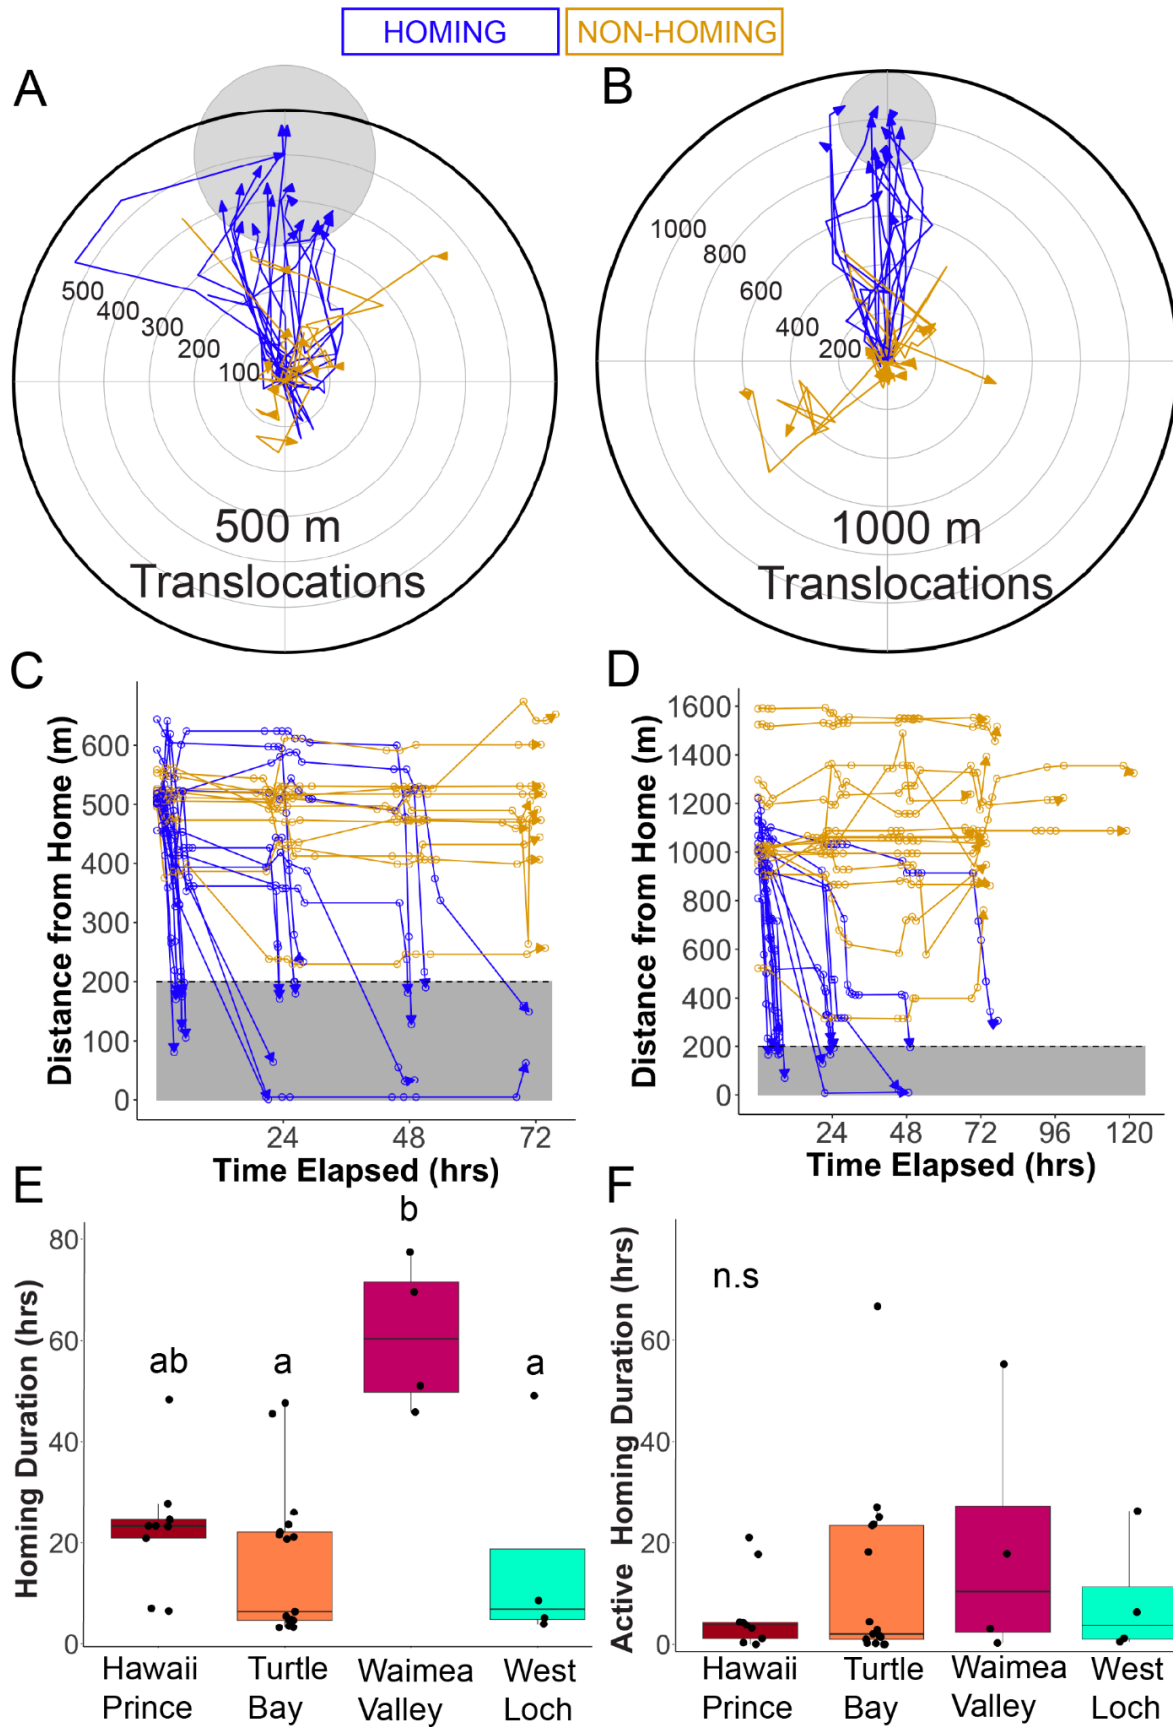 HOMING NON-HOMING
A B
500
400
300
200
100
1000
800
600
400
200
500 m
Translocations
1000 m
Translocations
C
Distance from Home (m)
600
500
400
300
200
100
0
24 48 72
Time Elapsed (hrs)
D
Distance from Home (m)
1600
1400
1200
1000
800
600
400
200
0
24 48 72 96 120
Time Elapsed (hrs)
E
Homing Duration (hrs)
80
60
40
20
0
ab a b a
Hawaii Prince
Turtle Bay
Waimea Valley
West Loch
F
Active Homing Duration (hrs)
n.s
60
40
20
0
Hawaii Prince
Turtle Bay
Waimea Valley
West Loch